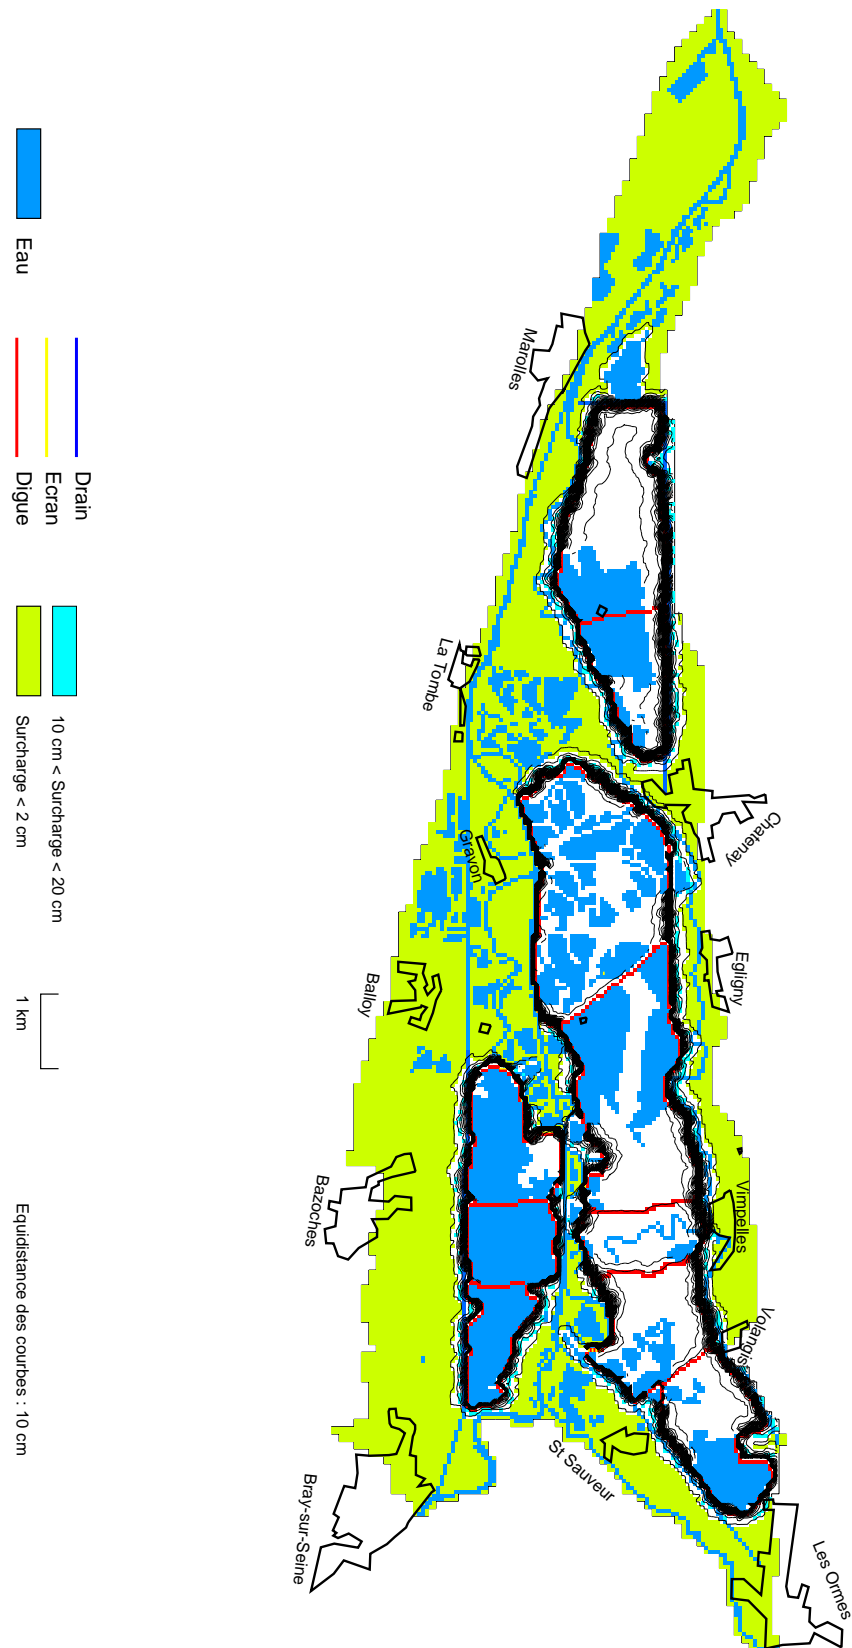 Marolles
La Tombe
Chatenay
Gravon
Egligny
Balloy
Vimpelles
Bazoches
Volangis
St Sauveur
Bray-sur-Seine
Les Ormes
Eau
Drain
Ecran
Digue
10 cm < Surcharge < 20 cm
Surcharge < 2 cm
1 km
Equidistance des courbes : 10 cm